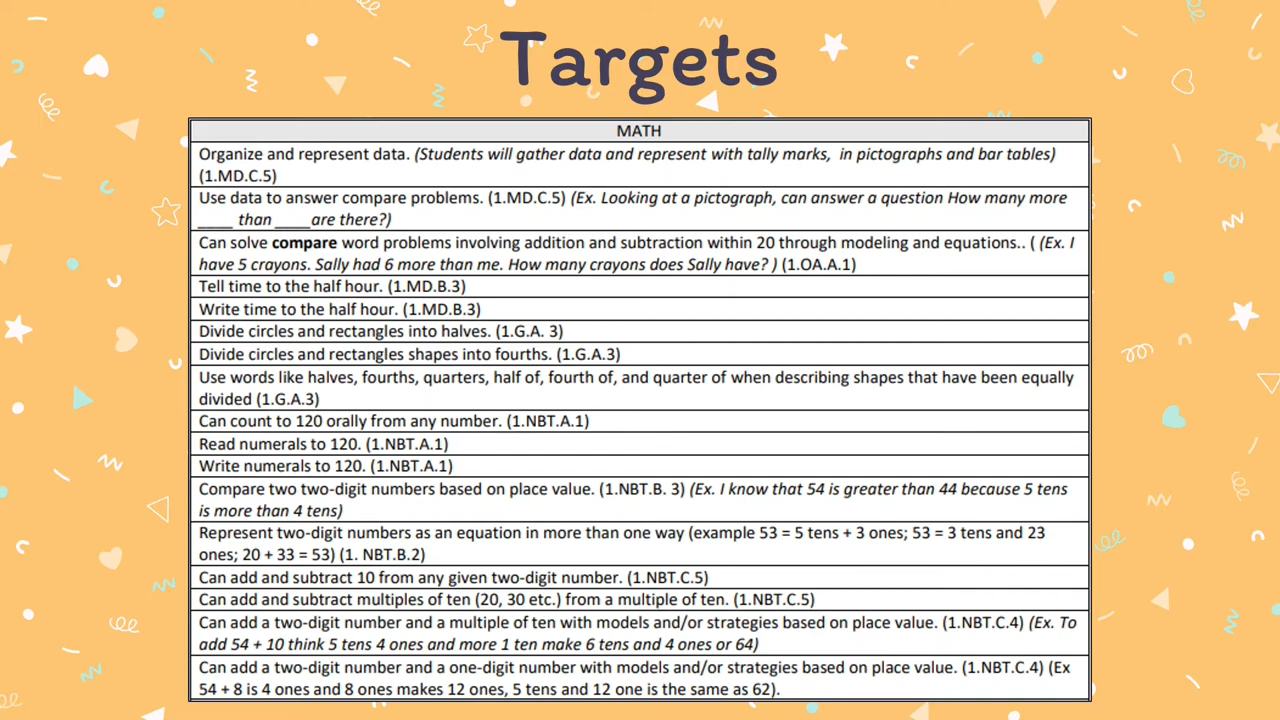 Targets
MATH
Organize and represent data. (Students will gather data and represent with tally marks,  in pictographs and bar tables)
(1.MD.C.5)
Use data to answer compare problems. (1.MD.C.5) (Ex. Looking at a pictograph, can answer a question How many more
____ than ____are there?)
Can solve compare word problems involving addition and subtraction within 20 through modeling and equations.. ( (Ex. I
have 5 crayons. Sally had 6 more than me. How many crayons does Sally have? ) (1.OA.A.1)
Tell time to the half hour. (1.MD.B.3)
Write time to the half hour. (1.MD.B.3)
Divide circles and rectangles into halves. (1.G.A. 3)
Divide circles and rectangles shapes into fourths. (1.G.A.3)
Use words like halves, fourths, quarters, half of, fourth of, and quarter of when describing shapes that have been equally
divided (1.G.A.3)
Can count to 120 orally from any number. (1.NBT.A.1)
Read numerals to 120. (1.NBT.A.1)
Write numerals to 120. (1.NBT.A.1)
Compare two two-digit numbers based on place value. (1.NBT.B. 3) (Ex. I know that 54 is greater than 44 because 5 tens
is more than 4 tens)
Represent two-digit numbers as an equation in more than one way (example 53 = 5 tens + 3 ones; 53 = 3 tens and 23
ones; 20 + 33 = 53) (1. NBT.B.2)
Can add and subtract 10 from any given two-digit number. (1.NBT.C.5)
Can add and subtract multiples of ten (20, 30 etc.) from a multiple of ten. (1.NBT.C.5)
Can add a two-digit number and a multiple of ten with models and/or strategies based on place value. (1.NBT.C.4) (Ex. To
add 54 + 10 think 5 tens 4 ones and more 1 ten make 6 tens and 4 ones or 64)
Can add a two-digit number and a one-digit number with models and/or strategies based on place value. (1.NBT.C.4) (Ex
54 + 8 is 4 ones and 8 ones makes 12 ones, 5 tens and 12 one is the same as 62).